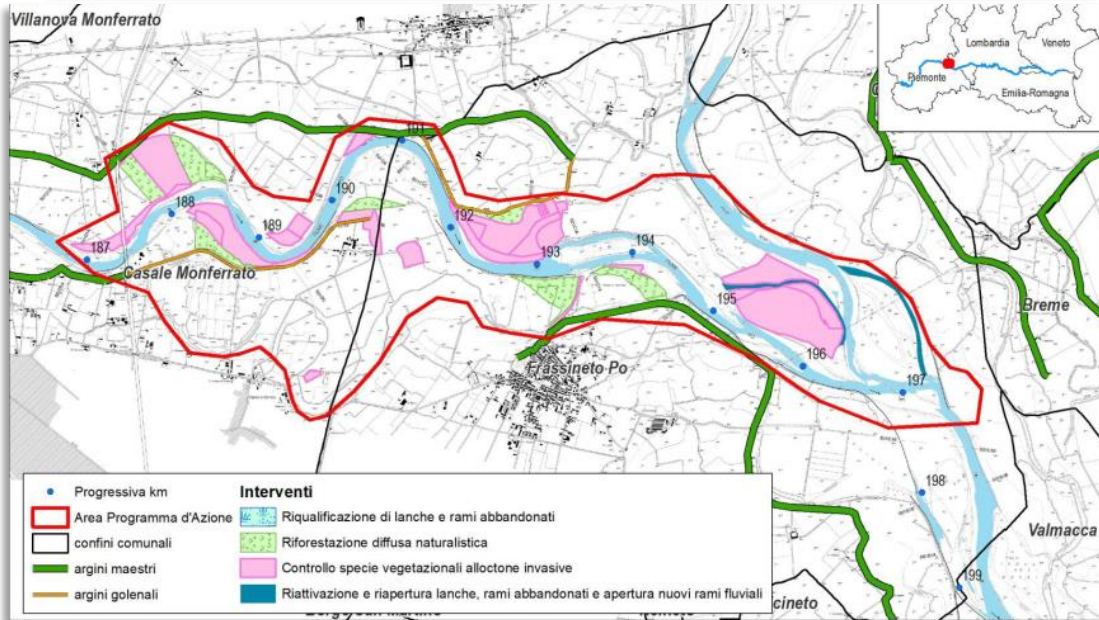 Villanova Monferrato
Lombardia
Veneto
Piemonte
Emilia-Romagna
191
190
188
189
187
192
193
194
195
196
197
198
199
Casale Monferrato
Frassineto Po
Breme
Valmacca
Progressiva km
Area Programma d'Azione
confini comunali
argini maestri
argini golenali
Interventi
Riqualificazione di lanche e rami abbandonati
Riforestazione diffusa naturalistica
Controllo specie vegetazionali alloctone invasive
Riattivazione e riapertura lanche, rami abbandonati e apertura nuovi rami fluviali
cineto